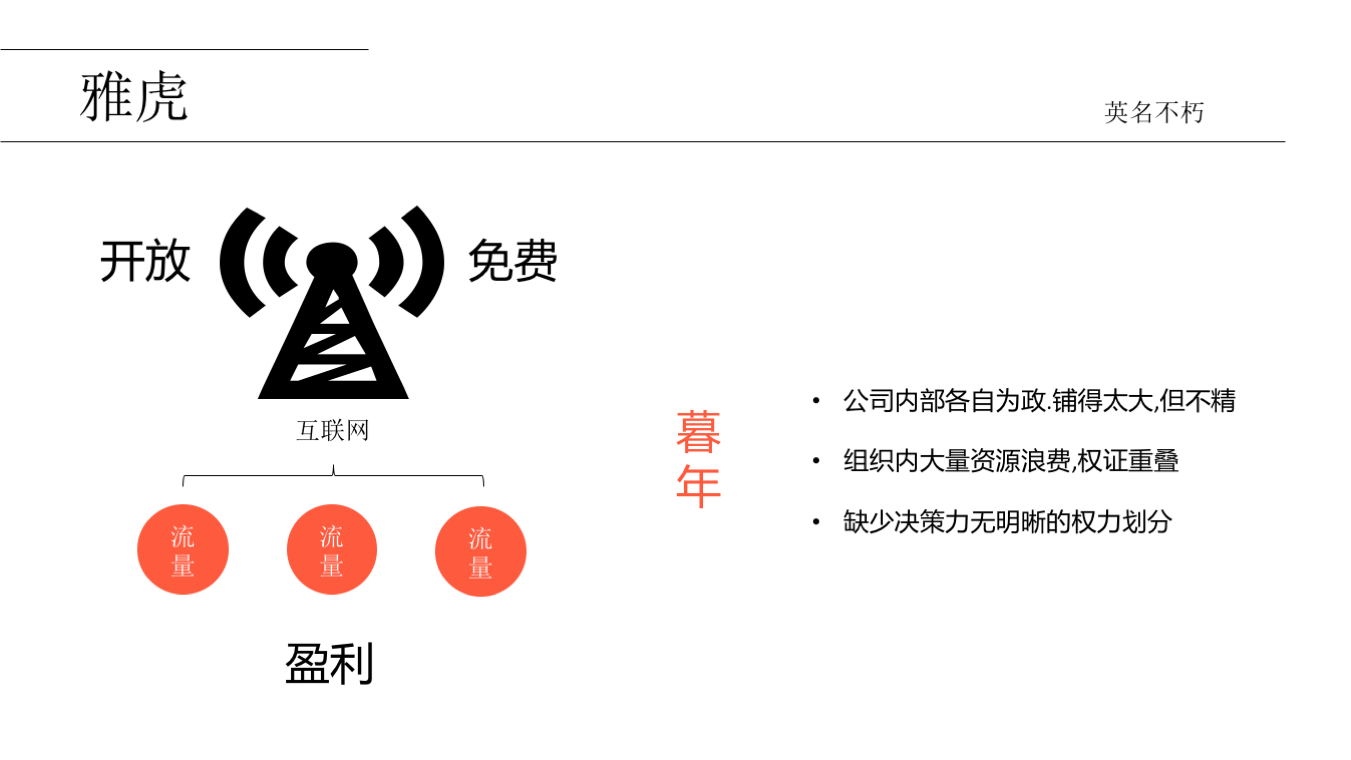 雅虎
英名不朽
开放
免费
互联网
流
量
流
量
流
量
盈利
暮
年
• 公司内部各自为政.铺得太大,但不精
• 组织内大量资源浪费,权证重叠
• 缺少决策力无明晰的权力划分